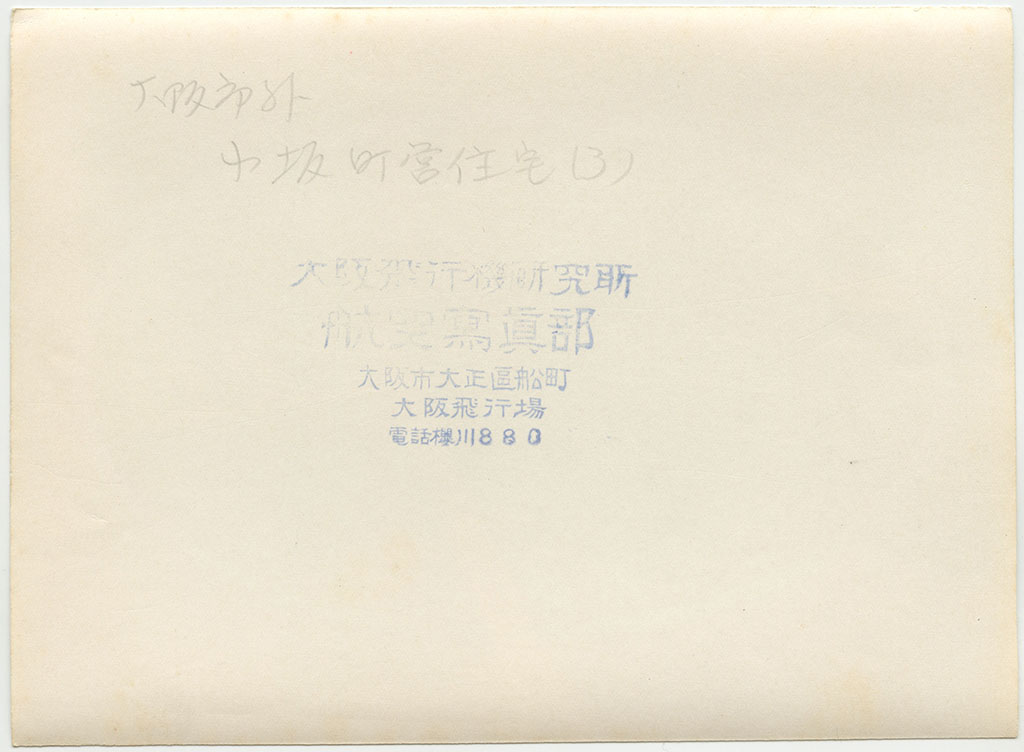 大阪市外
小坂町営住宅(3)
大阪飛行機研究所
航空寫眞部
大阪市大正區船町
大阪飛行場
電話櫻川880